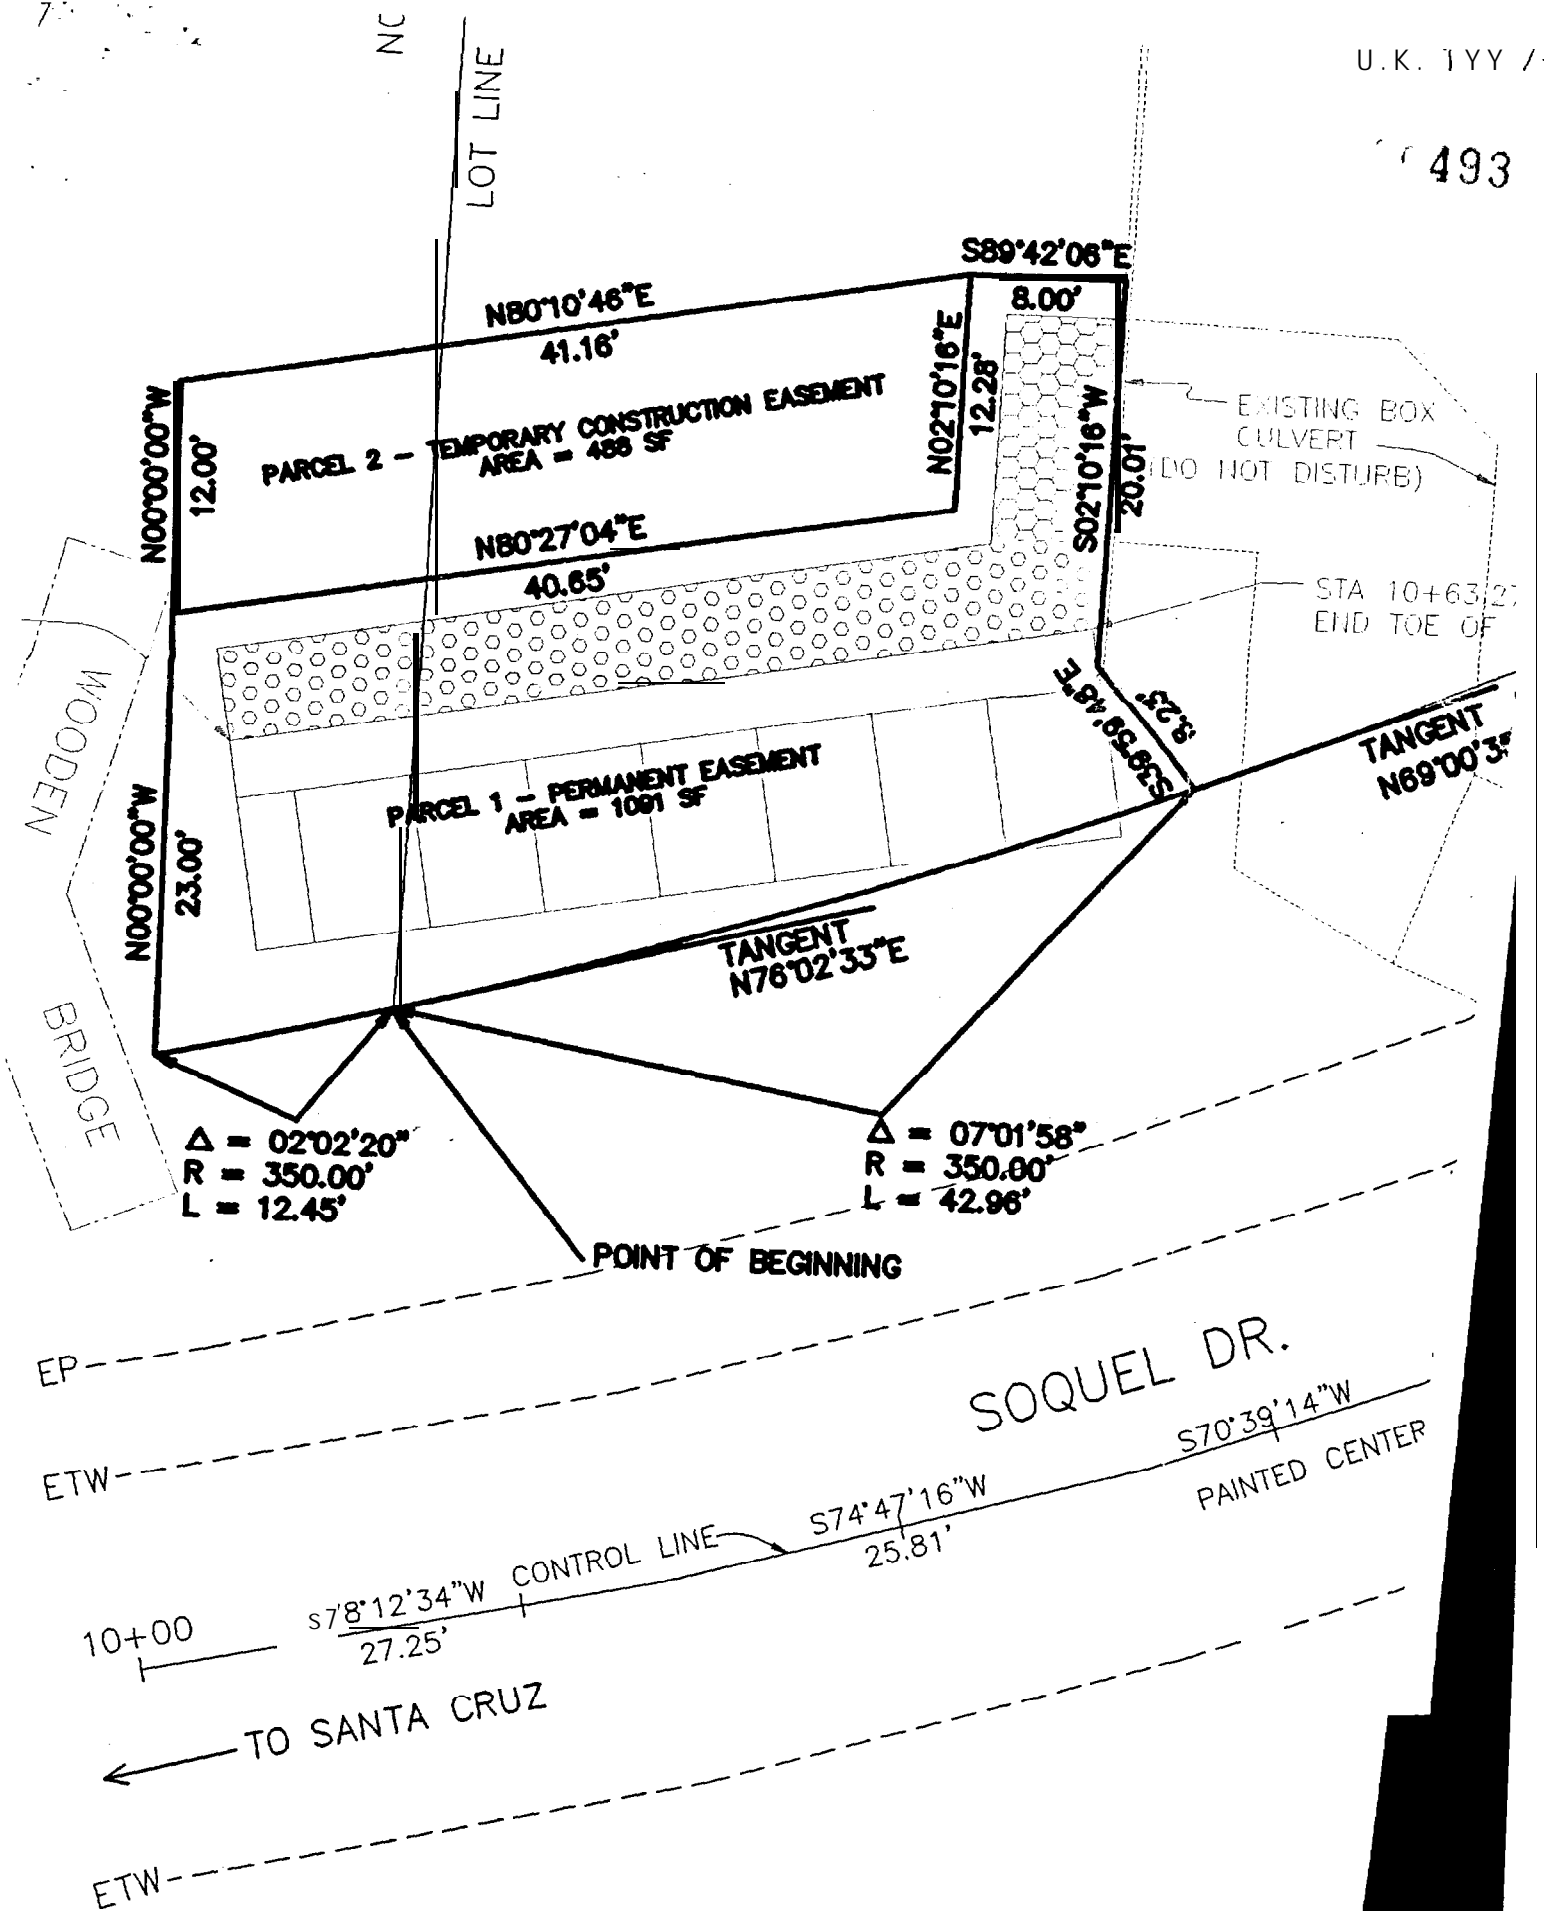 NC
LOT LINE
U.K. 1YY
493
S89°42'06"E
8.00'
N80°10'46"E
41.16'
N00°00'00"W
12.00'
PARCEL 2 - TEMPORARY CONSTRUCTION EASEMENT
AREA = 486 SF
N02°10'16"E
12.28'
S02°10'16"W
20.01'
EXISTING BOX
CULVERT
(DO NOT DISTURB)
N80°27'04"E
40.65'
STA 10+63.27
END TOE OF
WOODEN
BRIDGE
S39°59'48"E
8.23'
TANGENT
N69°00'3
PARCEL 1 - PERMANENT EASEMENT
AREA = 1091 SF
N00°00'00"W
23.00'
TANGENT
N76°02'33"E
Δ = 02°02'20"
R = 350.00'
L = 12.45'
Δ = 07°01'58"
R = 350.00'
L = 42.96'
POINT OF BEGINNING
EP
ETW
SOQUEL DR.
S70°39'14"W
PAINTED CENTER
S74°47'16"W
25.81'
CONTROL LINE
S78°12'34"W
27.25'
10+00
TO SANTA CRUZ
ETW